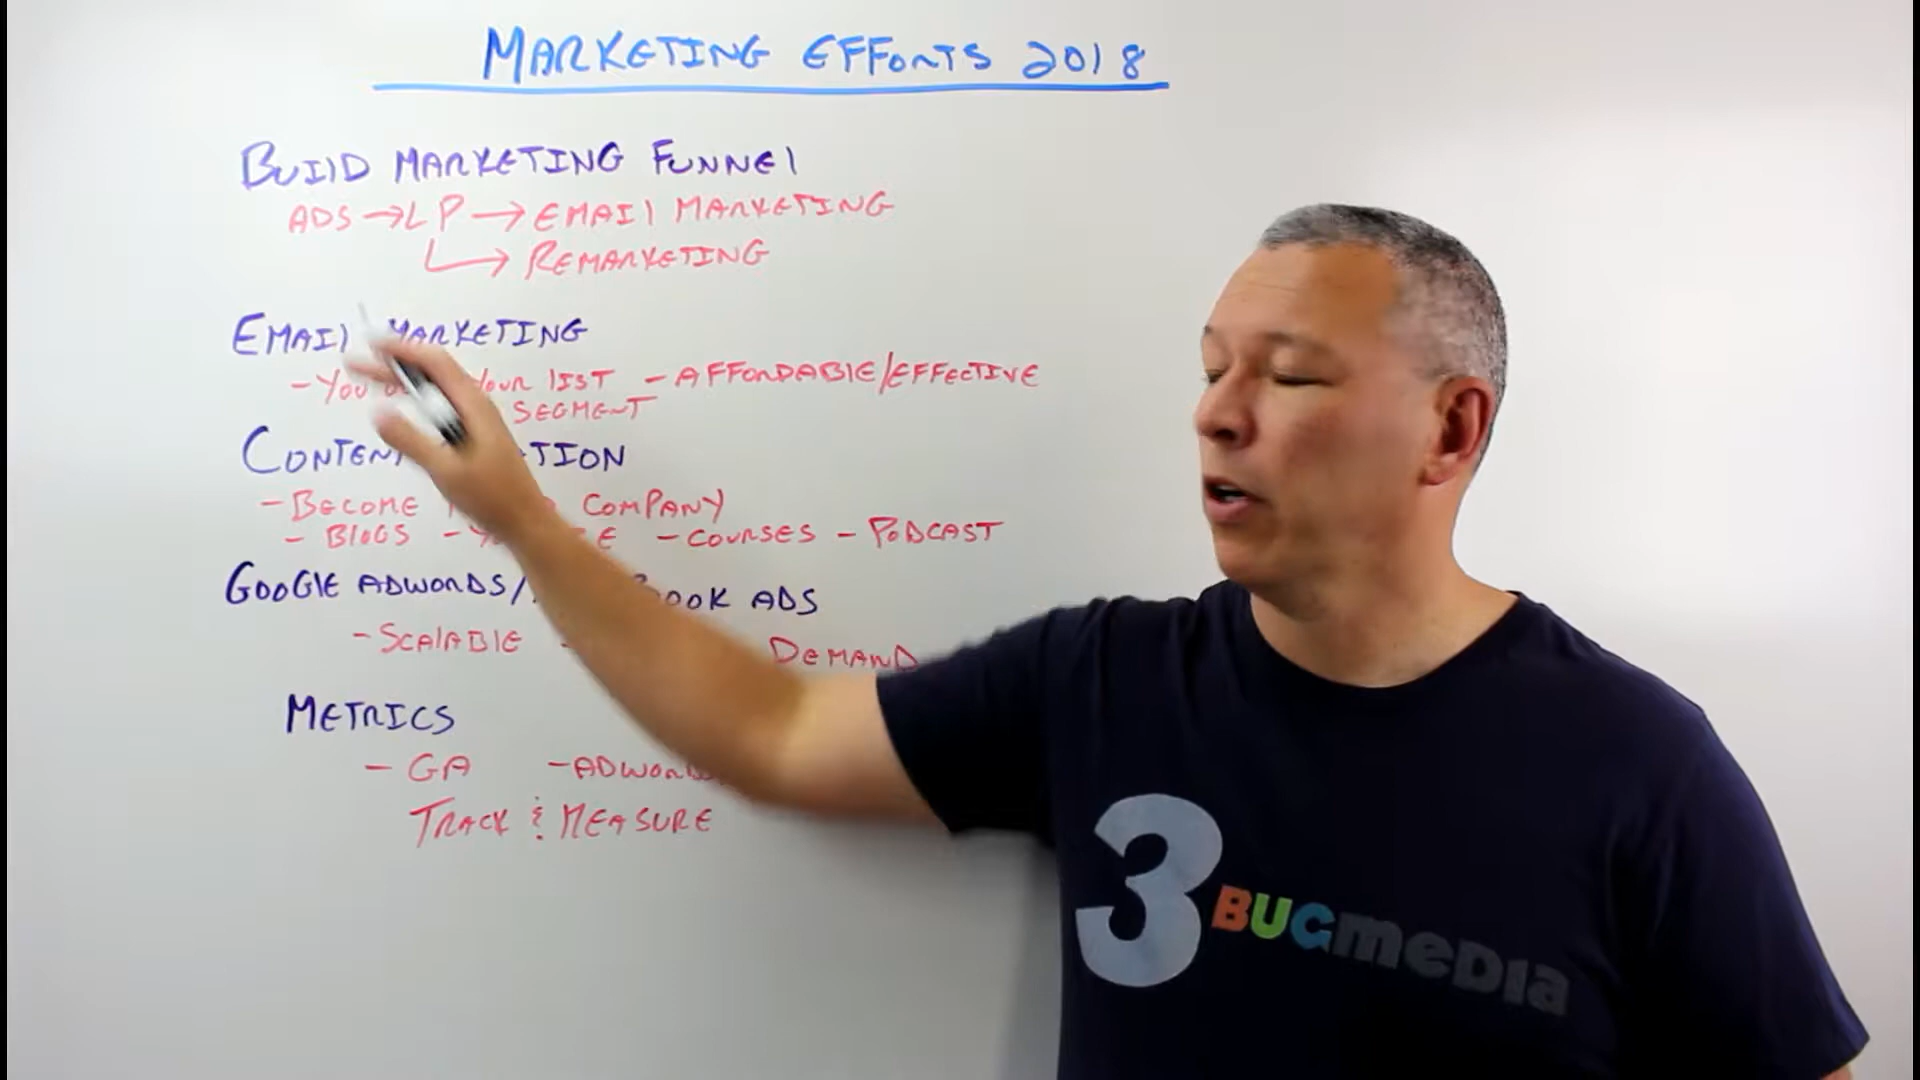 MARKETING EFFORTS 2018
BUILD MARKETING FUNNEL
ADS → LP → EMAIL MARKETING
→ REMARKETING
EMAIL MARKETING
- YOU YOUR LIST - AFFORDABLE/EFFECTIVE
SEGMENT
CONTENT
- BECOME COMPANY
- BLOGS - - COURSES - PODCAST
GOOGLE ADWORDS/ BOOK ADS
- SCALABLE - DEMAND
METRICS
- GA - ADWORDS
TRACK & MEASURE
3 BUGMEDIA